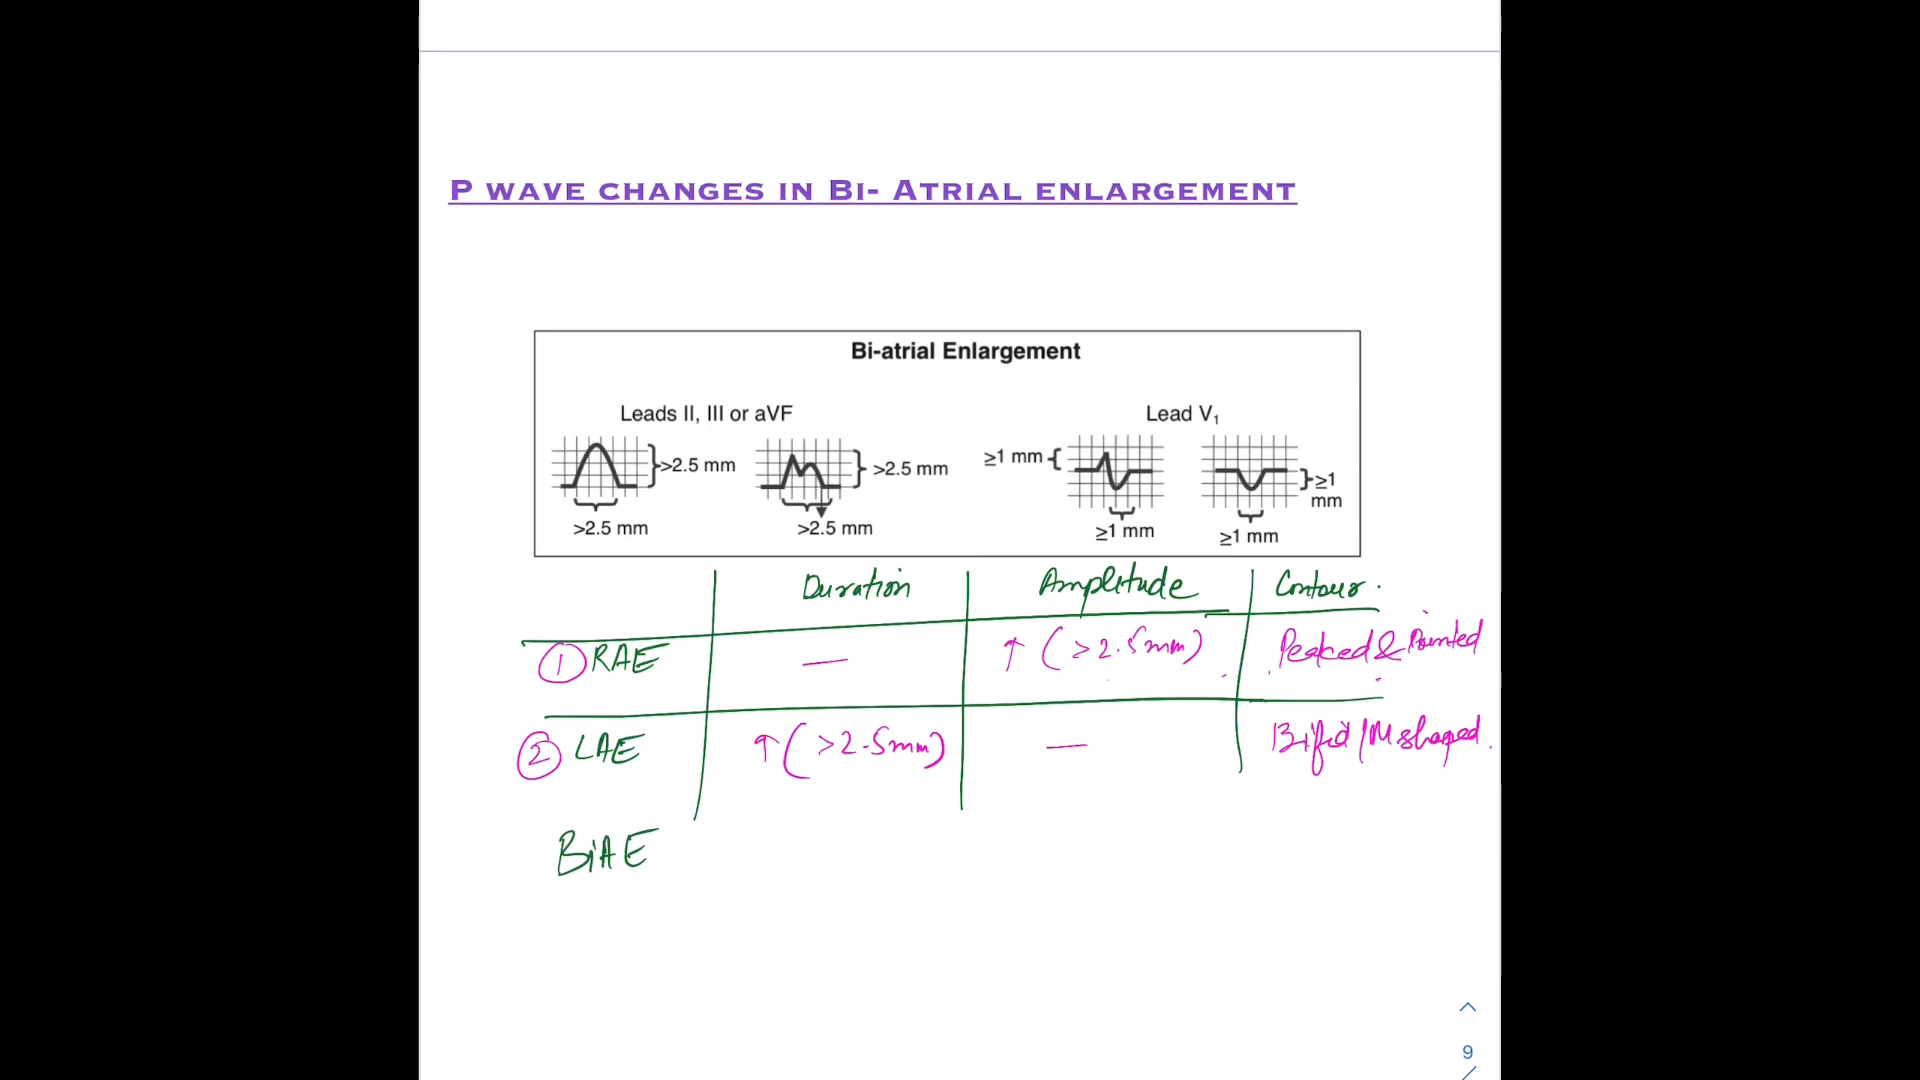 P WAVE CHANGES IN BI- ATRIAL ENLARGEMENT
Bi-atrial Enlargement
Leads II, III or aVF
Lead V1
>2.5 mm
>2.5 mm
≥1 mm
≥1 mm
>2.5 mm
>2.5 mm
≥1 mm
≥1 mm
Duration Amplitude Contour.
① RAE — ↑ (>2.5mm) Peaked & Pointed
② LAE ↑ (>2.5mm) — Bifid / M shaped.
BiAE
9